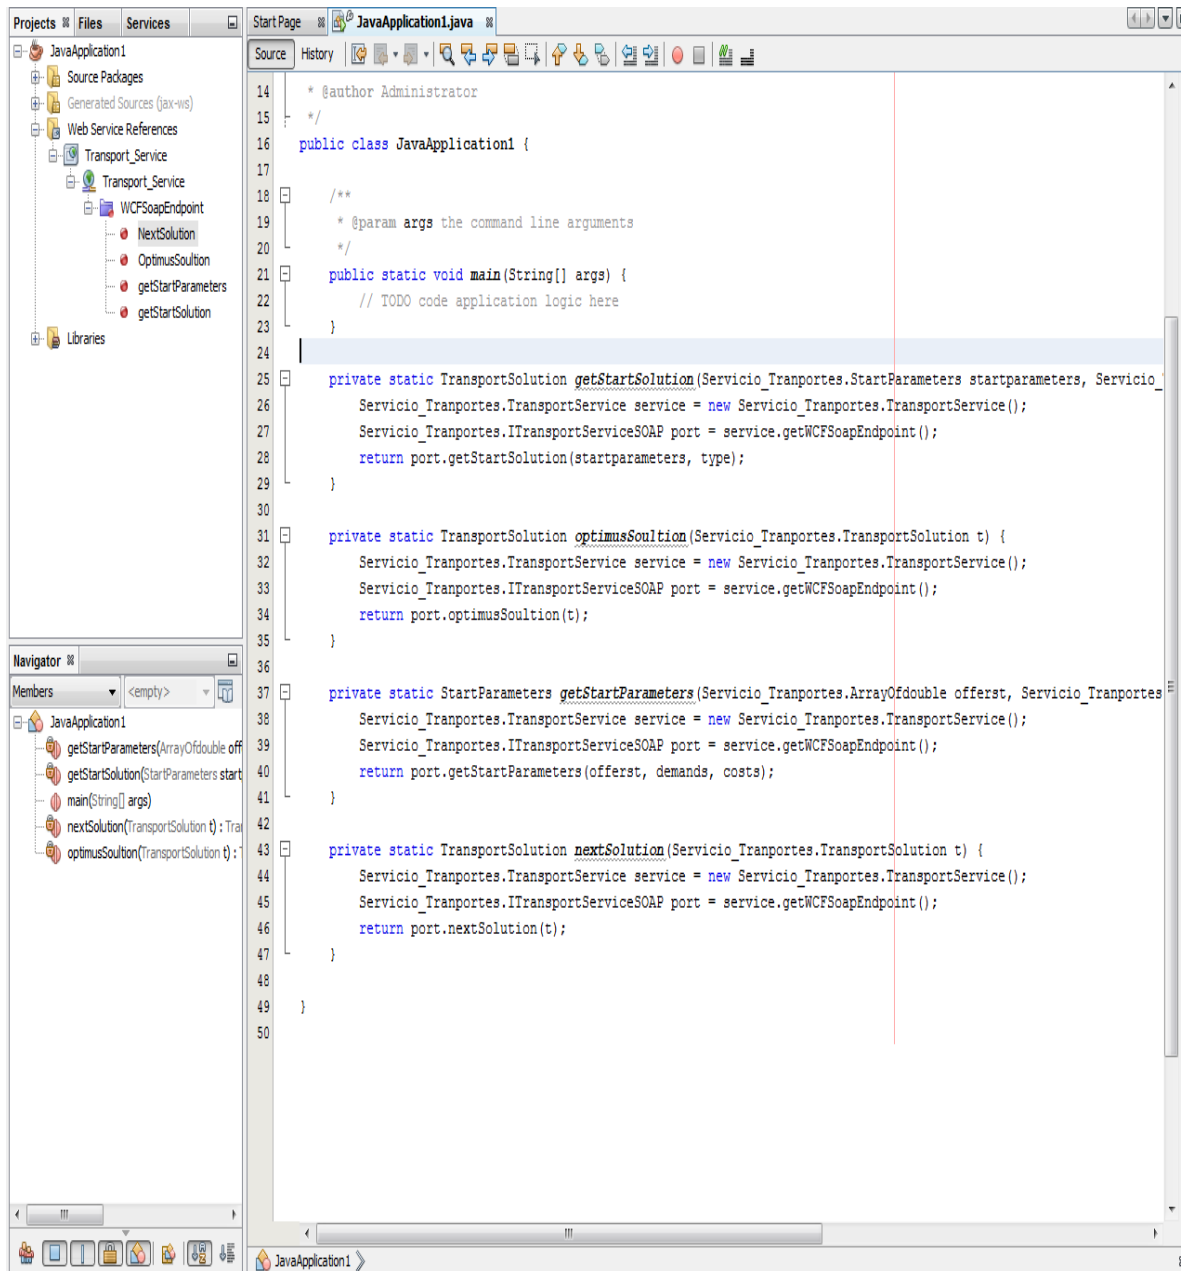 Projects Files Services
JavaApplication1
Source Packages
Generated Sources (jax-ws)
Web Service References
Transport_Service
Transport_Service
WCFSoapEndpoint
NextSolution
OptimusSoultion
getStartParameters
getStartSolution
Libraries
Navigator
Members <empty>
JavaApplication1
getStartParameters(ArrayOfdouble off
getStartSolution(StartParameters start
main(String[] args)
nextSolution(TransportSolution t) : Tra
optimusSoultion(TransportSolution t) : T
Start Page JavaApplication1.java
Source History
14 * @author Administrator
15 */
16 public class JavaApplication1 {
17
18 /**
19 * @param args the command line arguments
20 */
21 public static void main(String[] args) {
22 // TODO code application logic here
23 }
24
25 private static TransportSolution getStartSolution(Servicio_Tranportes.StartParameters startparameters, Servicio_
26 Servicio_Tranportes.TransportService service = new Servicio_Tranportes.TransportService();
27 Servicio_Tranportes.ITransportServiceSOAP port = service.getWCFSoapEndpoint();
28 return port.getStartSolution(startparameters, type);
29 }
30
31 private static TransportSolution optimusSoultion(Servicio_Tranportes.TransportSolution t) {
32 Servicio_Tranportes.TransportService service = new Servicio_Tranportes.TransportService();
33 Servicio_Tranportes.ITransportServiceSOAP port = service.getWCFSoapEndpoint();
34 return port.optimusSoultion(t);
35 }
36
37 private static StartParameters getStartParameters(Servicio_Tranportes.ArrayOfdouble offerst, Servicio_Tranportes
38 Servicio_Tranportes.TransportService service = new Servicio_Tranportes.TransportService();
39 Servicio_Tranportes.ITransportServiceSOAP port = service.getWCFSoapEndpoint();
40 return port.getStartParameters(offerst, demands, costs);
41 }
42
43 private static TransportSolution nextSolution(Servicio_Tranportes.TransportSolution t) {
44 Servicio_Tranportes.TransportService service = new Servicio_Tranportes.TransportService();
45 Servicio_Tranportes.ITransportServiceSOAP port = service.getWCFSoapEndpoint();
46 return port.nextSolution(t);
47 }
48
49 }
50
JavaApplication1